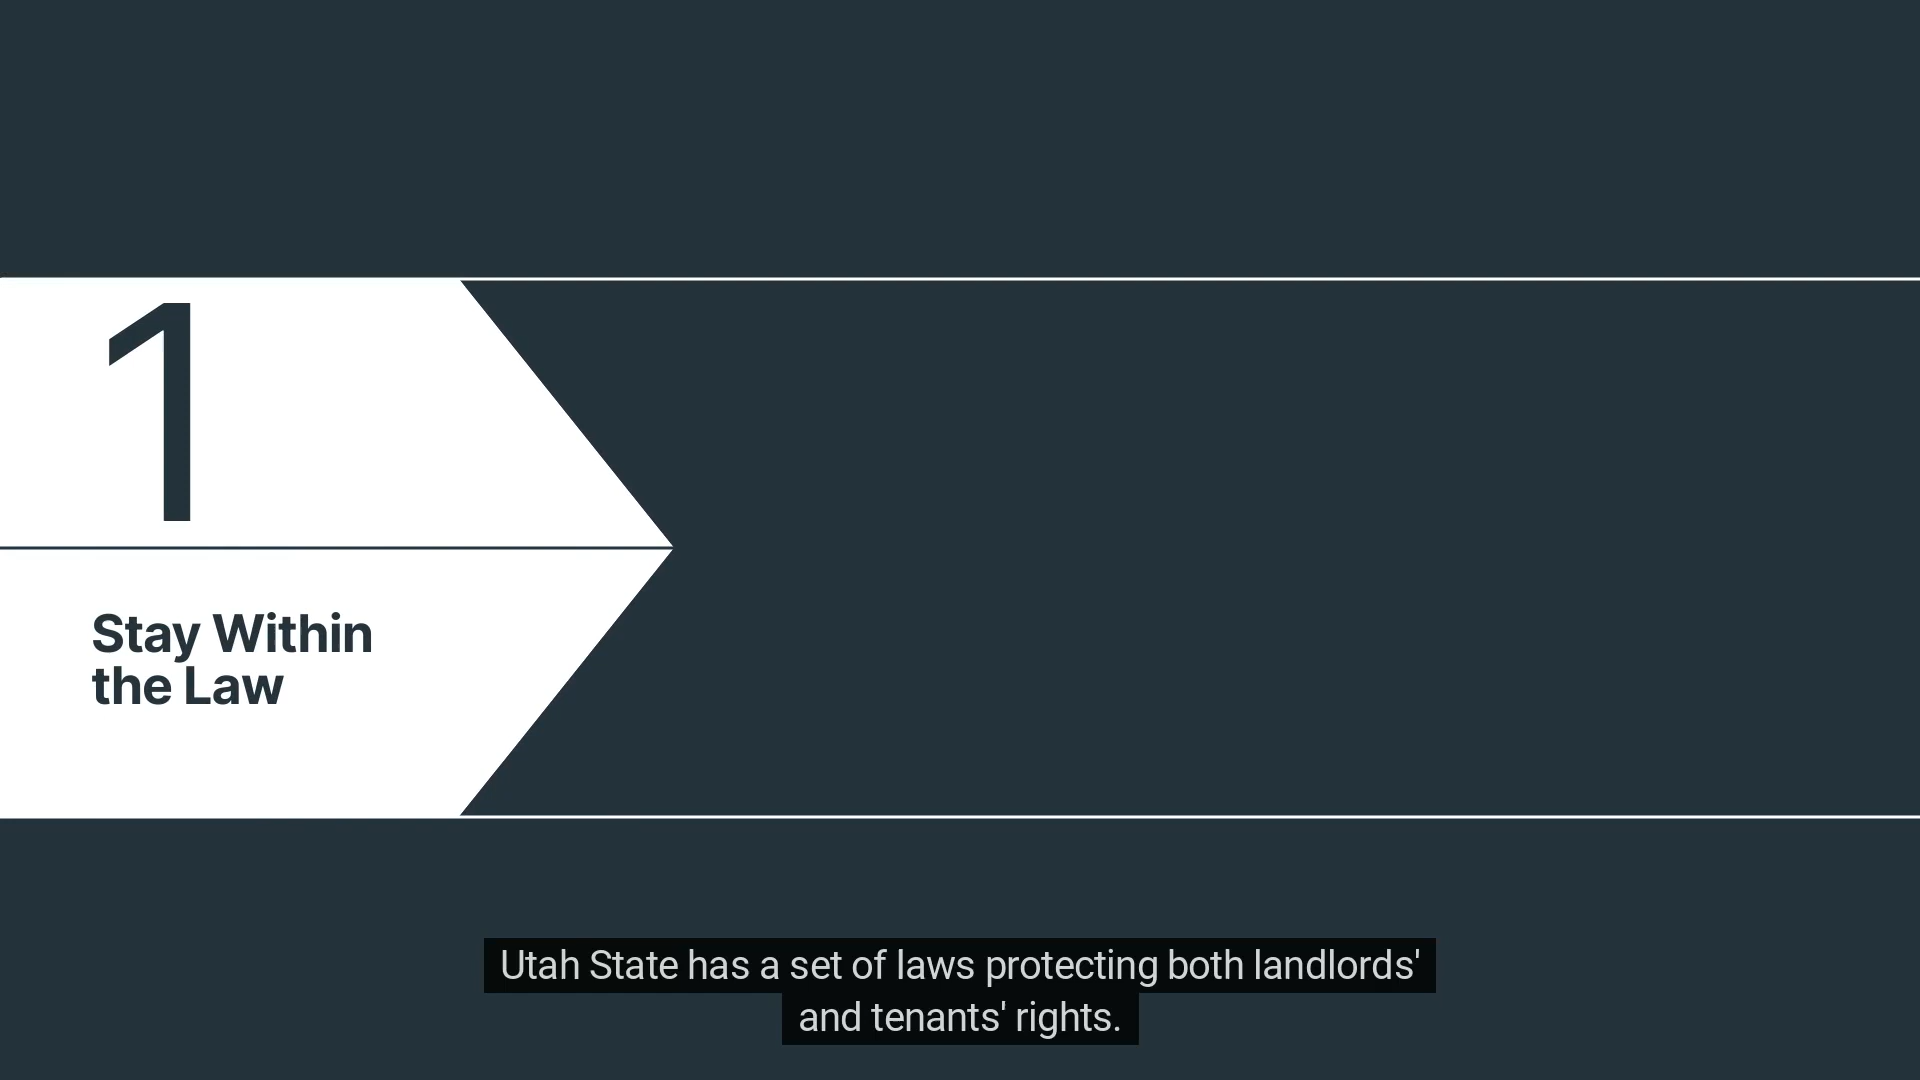 1
Stay Within
the Law
Utah State has a set of laws protecting both landlords'
and tenants' rights.